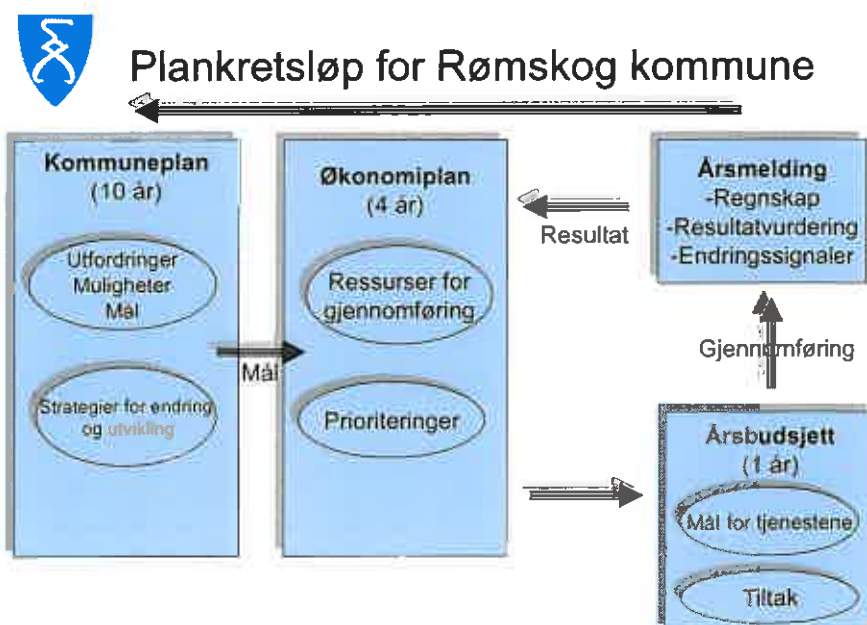 Plankretsløp for Rømskog kommune
Kommuneplan
(10 år)
Utfordringer
Muligheter
Mål
Strategier for endring
og utvikling
Mål
Økonomiplan
(4 år)
Ressurser for
gjennomføring
Prioriteringer
Resultat
Årsmelding
-Regnskap
-Resultatvurdering
-Endringssignaler
Gjennomføring
Årsbudsjett
(1 år)
Mål for tjenestene
Tiltak